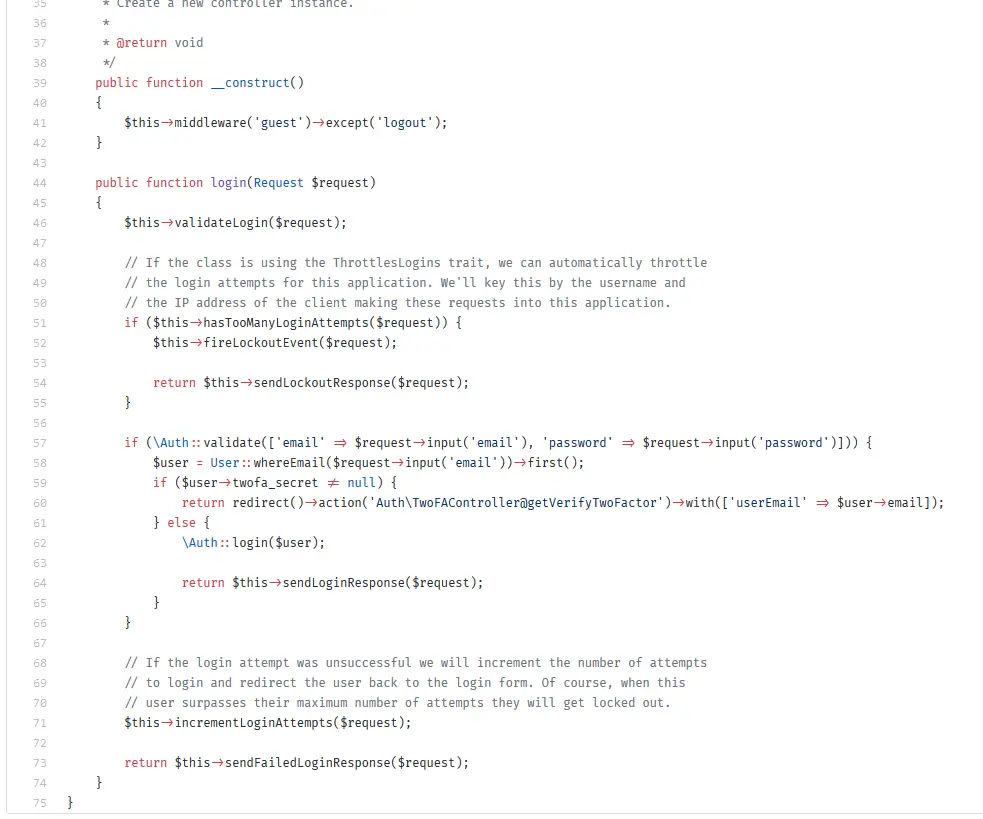 35 * Create a new controller instance.
36 *
37 * @return void
38 */
39 public function __construct()
40 {
41 $this->middleware('guest')->except('logout');
42 }
43
44 public function login(Request $request)
45 {
46 $this->validateLogin($request);
47
48 // If the class is using the ThrottlesLogins trait, we can automatically throttle
49 // the login attempts for this application. We'll key this by the username and
50 // the IP address of the client making these requests into this application.
51 if ($this->hasTooManyLoginAttempts($request)) {
52 $this->fireLockoutEvent($request);
53
54 return $this->sendLockoutResponse($request);
55 }
56
57 if (\Auth::validate(['email' => $request->input('email'), 'password' => $request->input('password')])) {
58 $user = User::whereEmail($request->input('email'))->first();
59 if ($user->twofa_secret != null) {
60 return redirect()->action('Auth\TwoFAController@getVerifyTwoFactor')->with(['userEmail' => $user->email]);
61 } else {
62 \Auth::login($user);
63
64 return $this->sendLoginResponse($request);
65 }
66 }
67
68 // If the login attempt was unsuccessful we will increment the number of attempts
69 // to login and redirect the user back to the login form. Of course, when this
70 // user surpasses their maximum number of attempts they will get locked out.
71 $this->incrementLoginAttempts($request);
72
73 return $this->sendFailedLoginResponse($request);
74 }
75 }